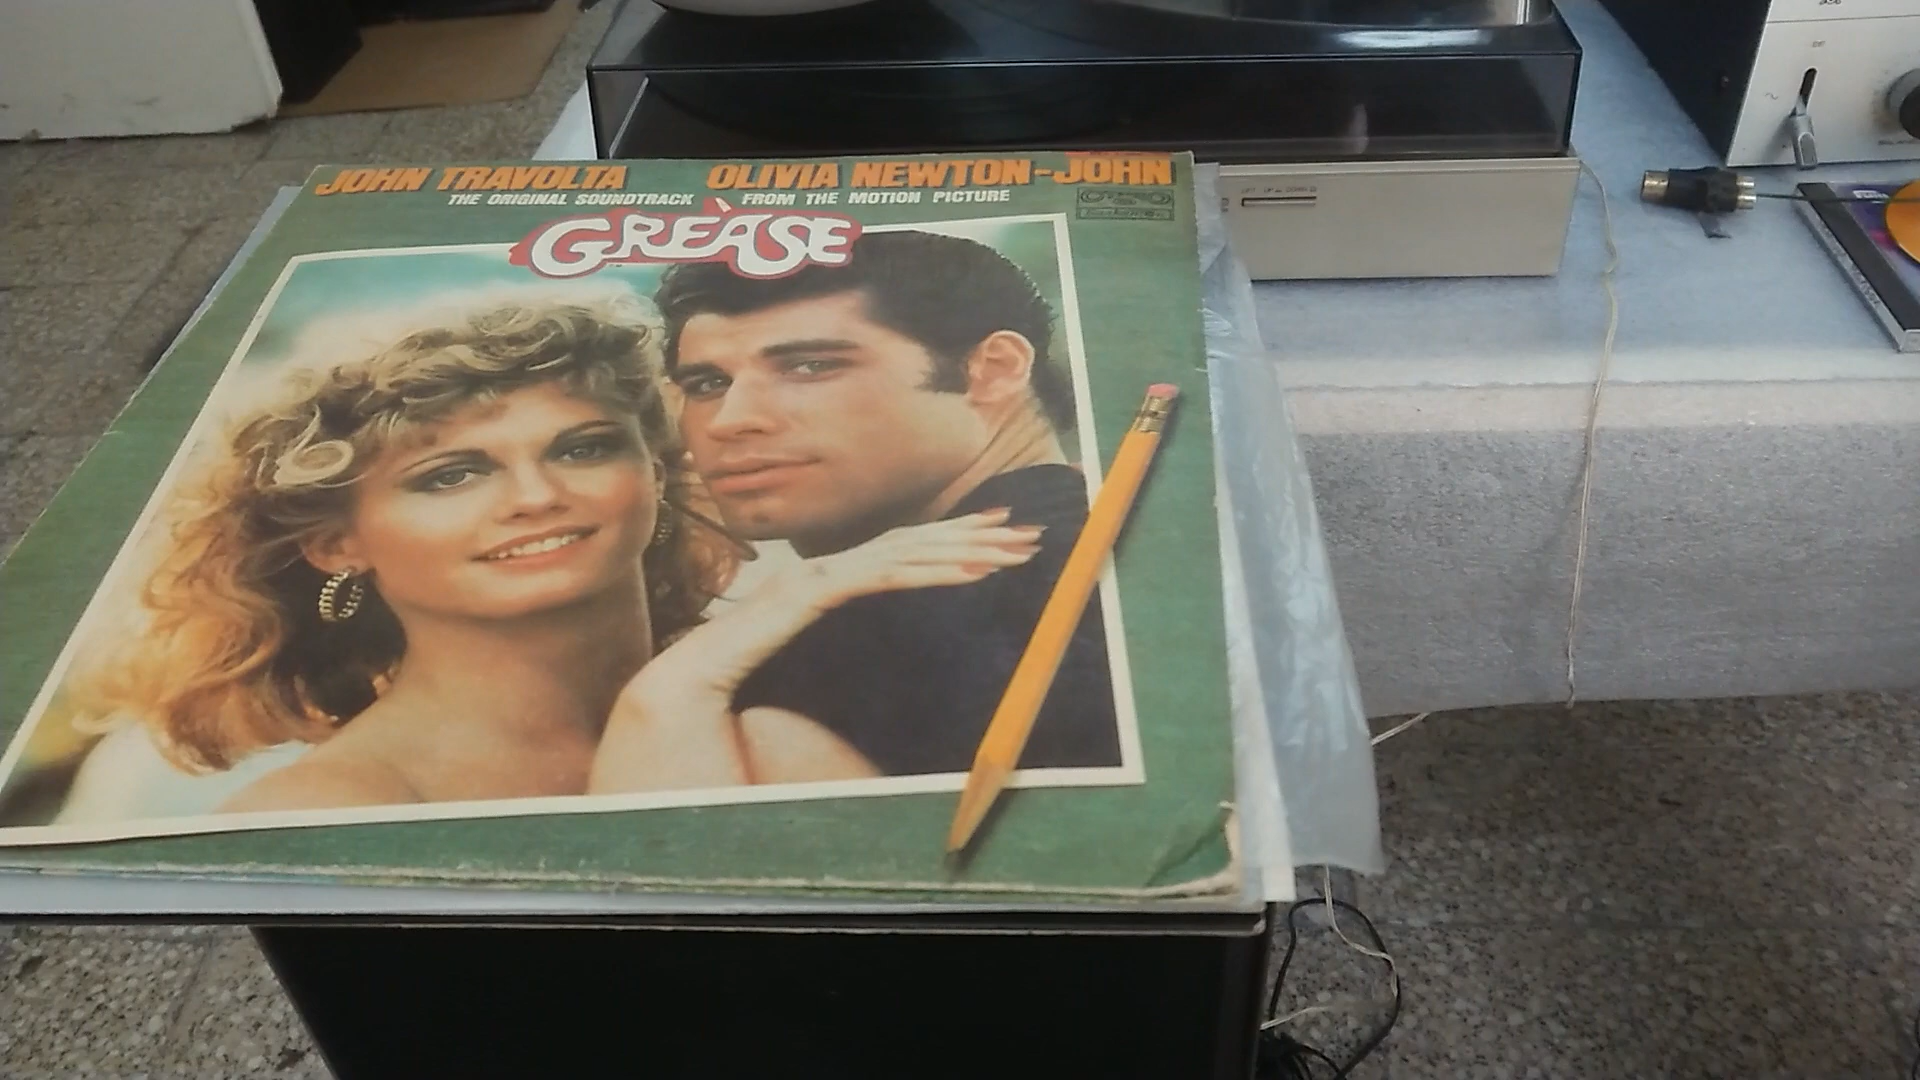 JOHN TRAVOLTA OLIVIA NEWTON-JOHN
THE ORIGINAL SOUNDTRACK FROM THE MOTION PICTURE
GREASE